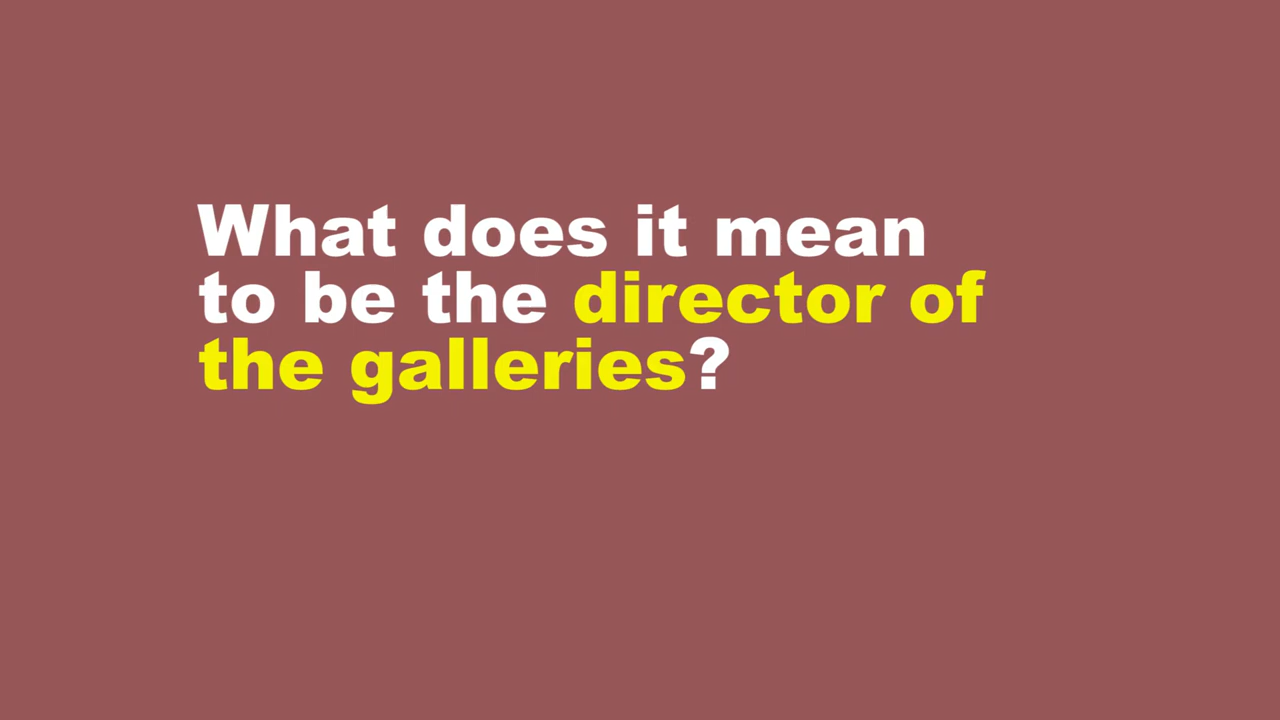 What does it mean
to be the director of
the galleries?